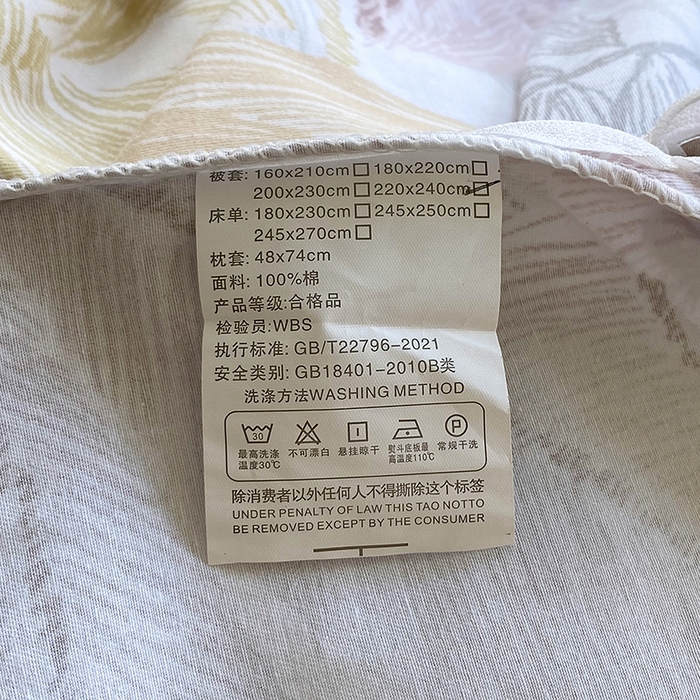 被套: 160x210cm□ 180x220cm□
200x230cm□ 220x240cm☑
床单: 180x230cm□ 245x250cm□
245x270cm□
枕套: 48x74cm
面料: 100%棉
产品等级:合格品
检验员:WBS
执行标准: GB/T22796-2021
安全类别: GB18401-2010B类
洗涤方法WASHING METHOD
30 P
最高洗涤温度30℃ 不可漂白 悬挂晾干 熨斗底板最高温度110℃ 常规干洗
除消费者以外任何人不得撕除这个标签
UNDER PENALTY OF LAW THIS TAO NOTTO
BE REMOVED EXCEPT BY THE CONSUMER